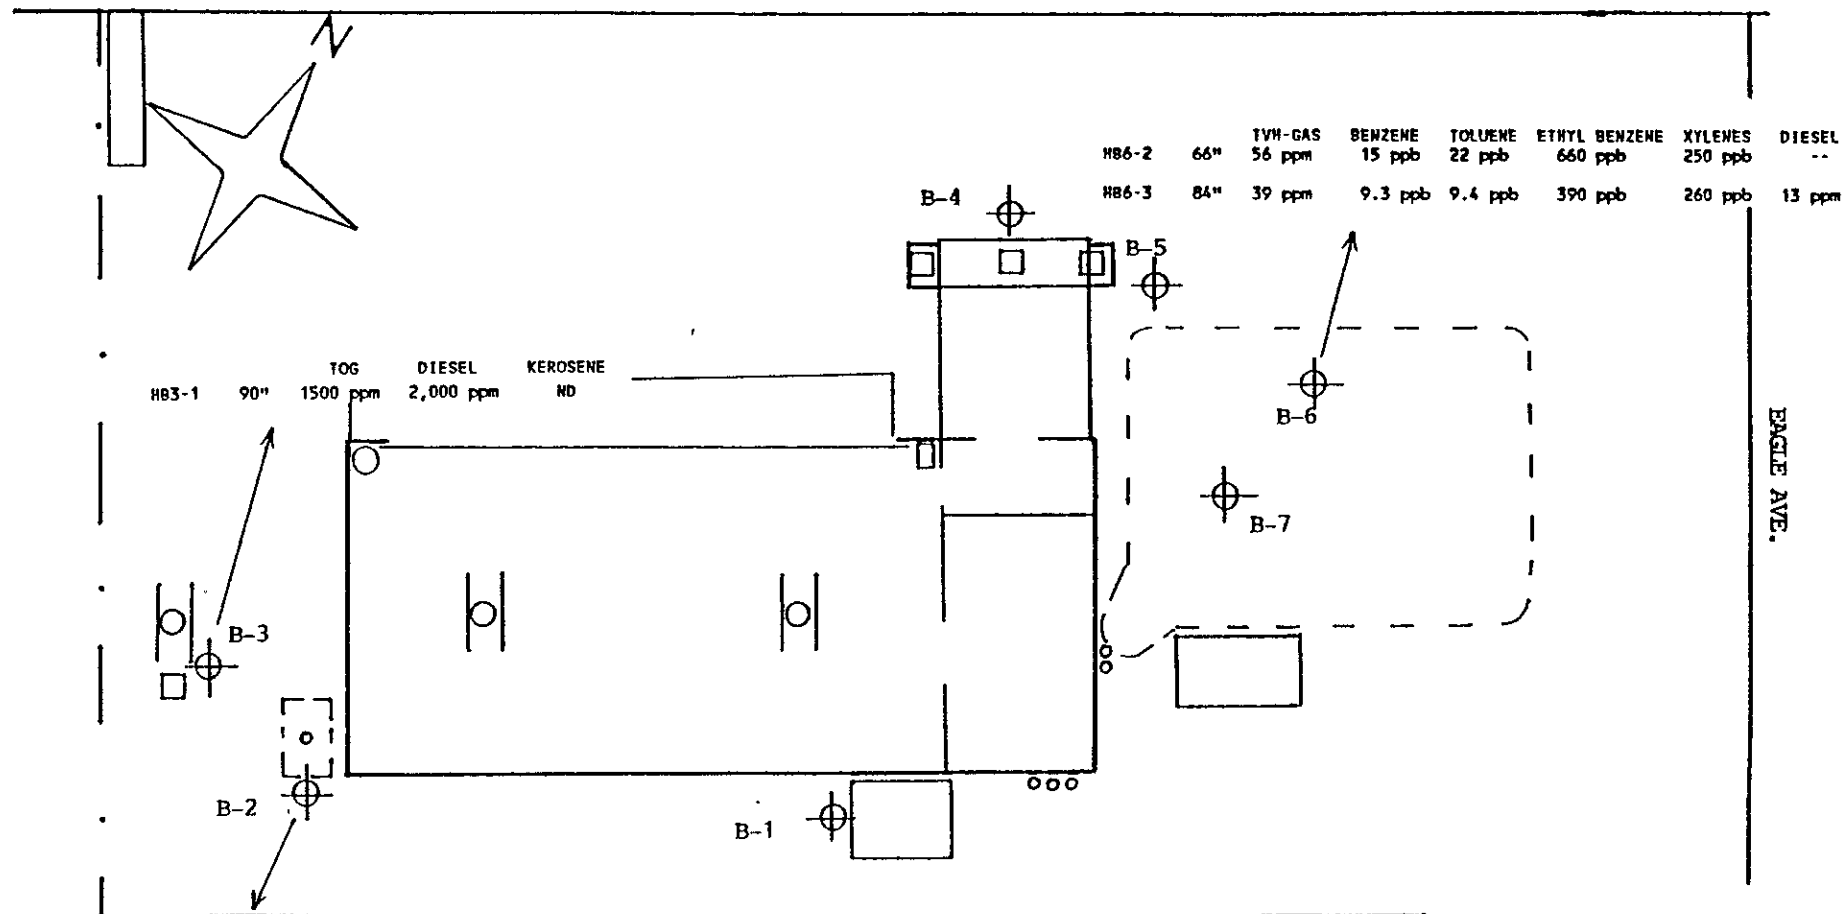 N
TVH-GAS BENZENE TOLUENE ETHYL BENZENE XYLENES DIESEL
HB6-2 66" 56 ppm 15 ppb 22 ppb 660 ppb 250 ppb --
HB6-3 84" 39 ppm 9.3 ppb 9.4 ppb 390 ppb 260 ppb 13 ppm
B-4
B-5
TOG DIESEL KEROSENE
HB3-1 90" 1500 ppm 2,000 ppm ND
B-6
EAGLE AVE.
B-7
B-3
B-2
B-1